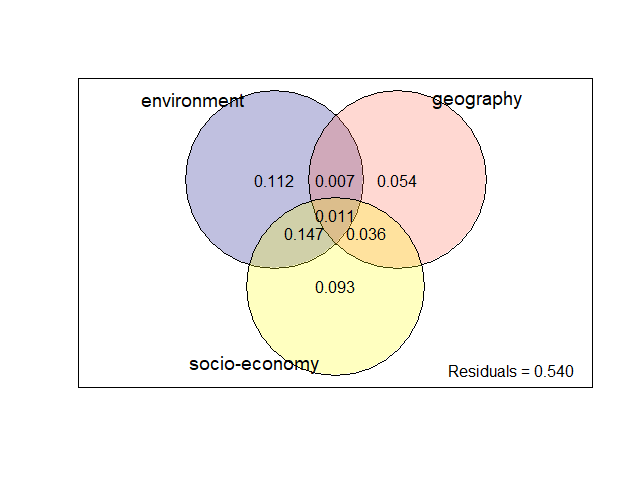 environment
geography
0.112
0.007
0.054
0.011
0.147
0.036
0.093
socio-economy
Residuals = 0.540